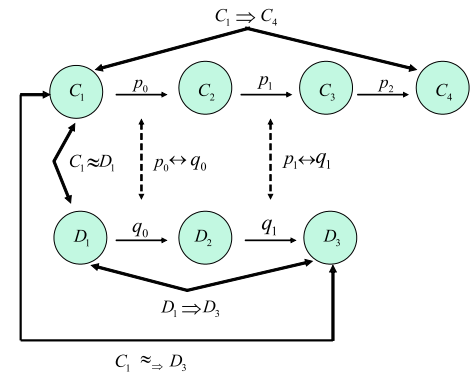 C₁ ⇒ C₄
C₁ p₀ C₂ p₁ C₃ p₂ C₄
C₁ ≈ D₁ p₀ ↔ q₀ p₁ ↔ q₁
D₁ q₀ D₂ q₁ D₃
D₁ ⇒ D₃
C₁ ≈⇒ D₃